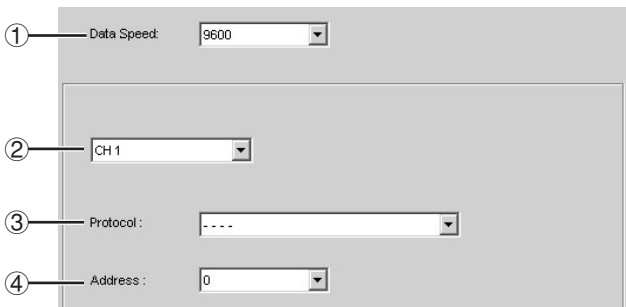 ① Data Speed: 9600
② CH 1
③ Protocol : - - - -
④ Address : 0